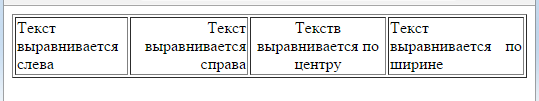 Текст
выравнивается
слева
Текст
выравнивается
справа
Текств
выравнивается по
центру
Текст
выравнивается по
ширине